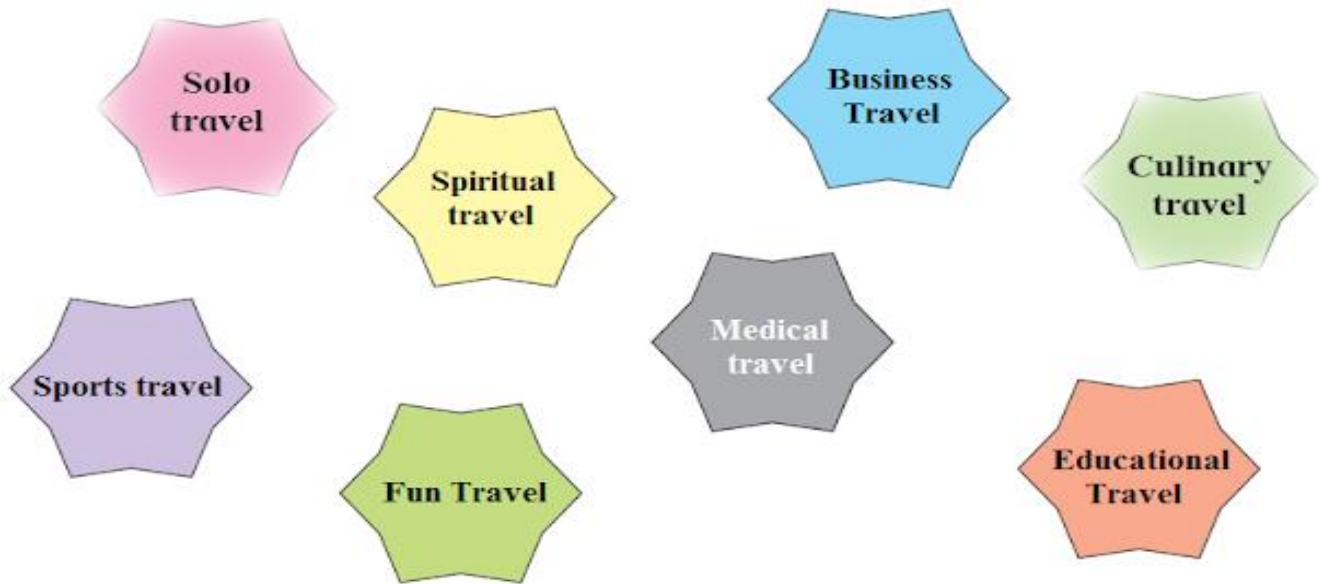 Solo
travel
Business
Travel
Spiritual
travel
Culinary
travel
Medical
travel
Sports travel
Fun Travel
Educational
Travel